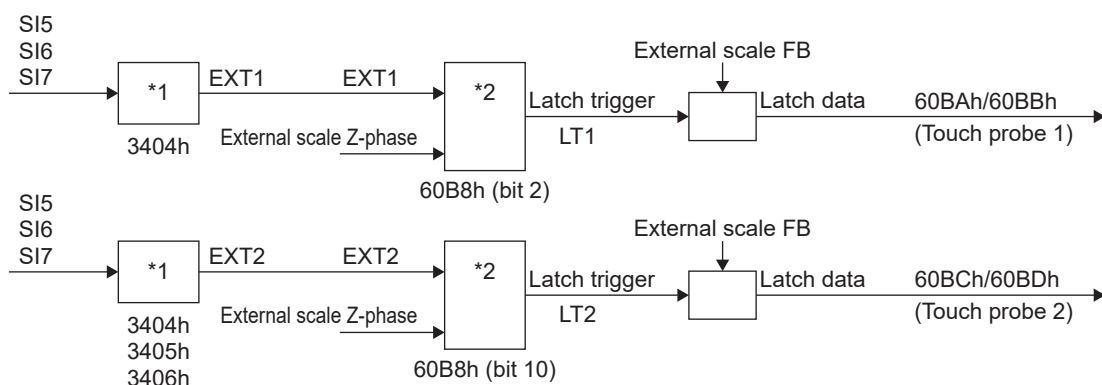 SI5
SI6
SI7
*1
3404h
EXT1
EXT1
External scale Z-phase
*2
60B8h (bit 2)
Latch trigger
LT1
External scale FB
Latch data
60BAh/60BBh
(Touch probe 1)
SI5
SI6
SI7
*1
3404h
3405h
3406h
EXT2
EXT2
External scale Z-phase
*2
60B8h (bit 10)
Latch trigger
LT2
External scale FB
Latch data
60BCh/60BDh
(Touch probe 2)